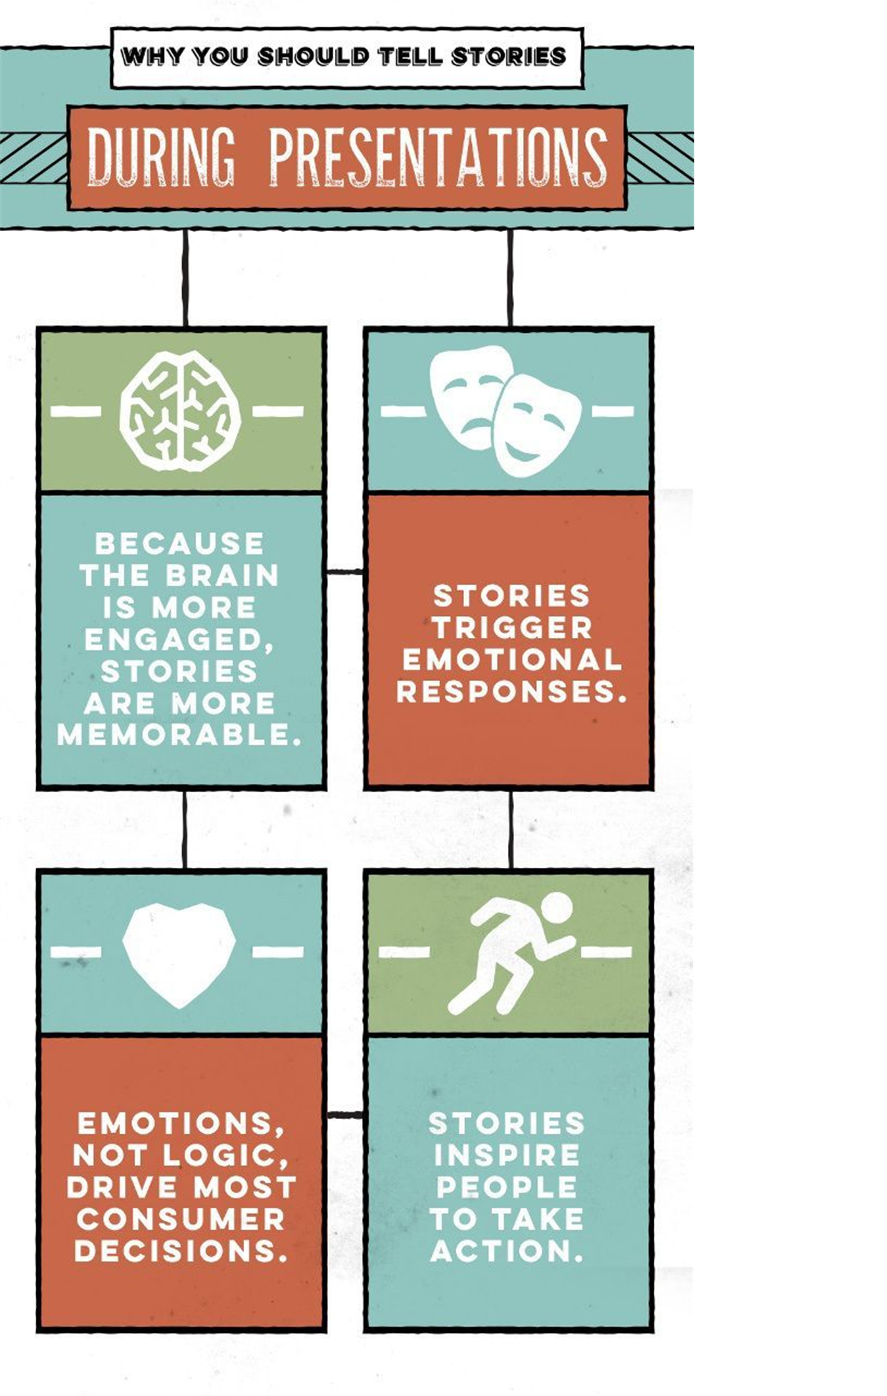 WHY YOU SHOULD TELL STORIES
DURING PRESENTATIONS
BECAUSE
THE BRAIN
IS MORE
ENGAGED,
STORIES
ARE MORE
MEMORABLE.
STORIES
TRIGGER
EMOTIONAL
RESPONSES.
EMOTIONS,
NOT LOGIC,
DRIVE MOST
CONSUMER
DECISIONS.
STORIES
INSPIRE
PEOPLE
TO TAKE
ACTION.